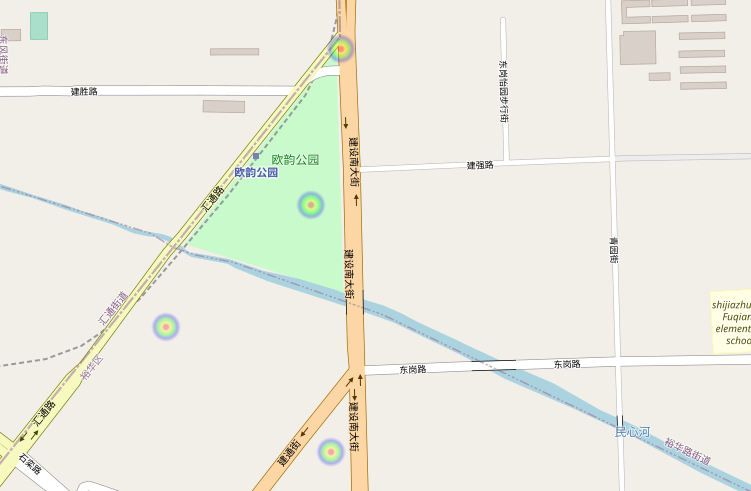 东风街道
建胜路
东岗怡园步行街
建设南大街
欧韵公园
欧韵公园
建强路
汇通路
青园街
建设南大街
汇通街道
shijiazhu
Fuqian
element
schoo
裕华区
东岗路
东岗路
汇通路
建设南大街
民心河
裕华路街道
建通街
石栾路